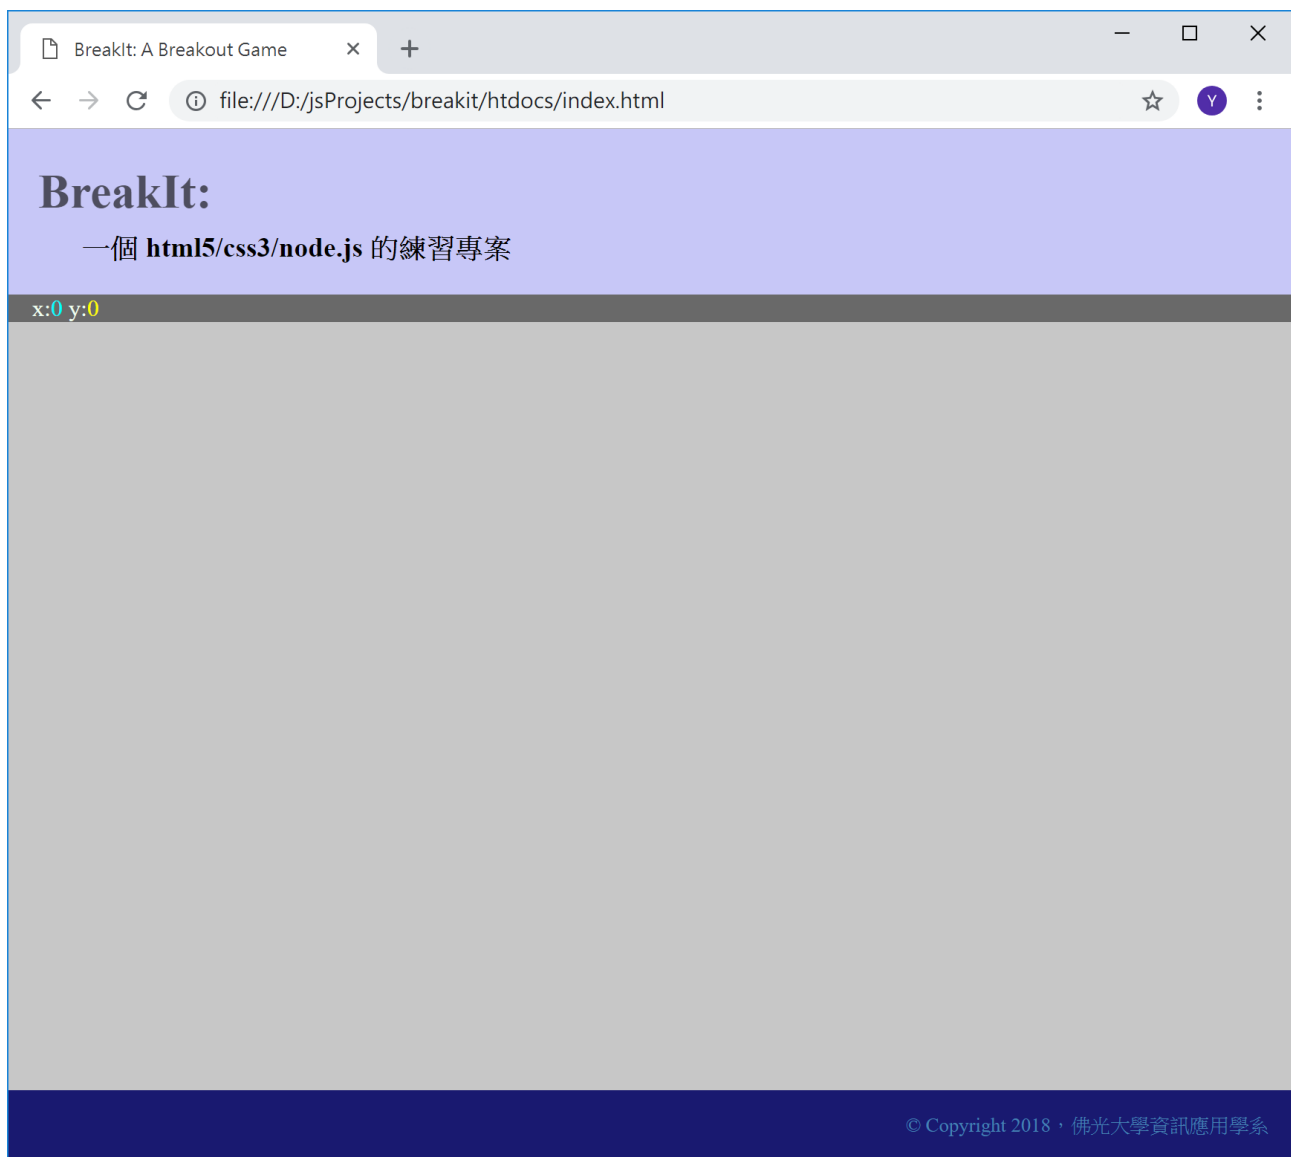 BreakIt: A Breakout Game
file:///D:/jsProjects/breakit/htdocs/index.html
Y
BreakIt:
一個 html5/css3/node.js 的練習專案
x:0 y:0
© Copyright 2018，佛光大學資訊應用學系